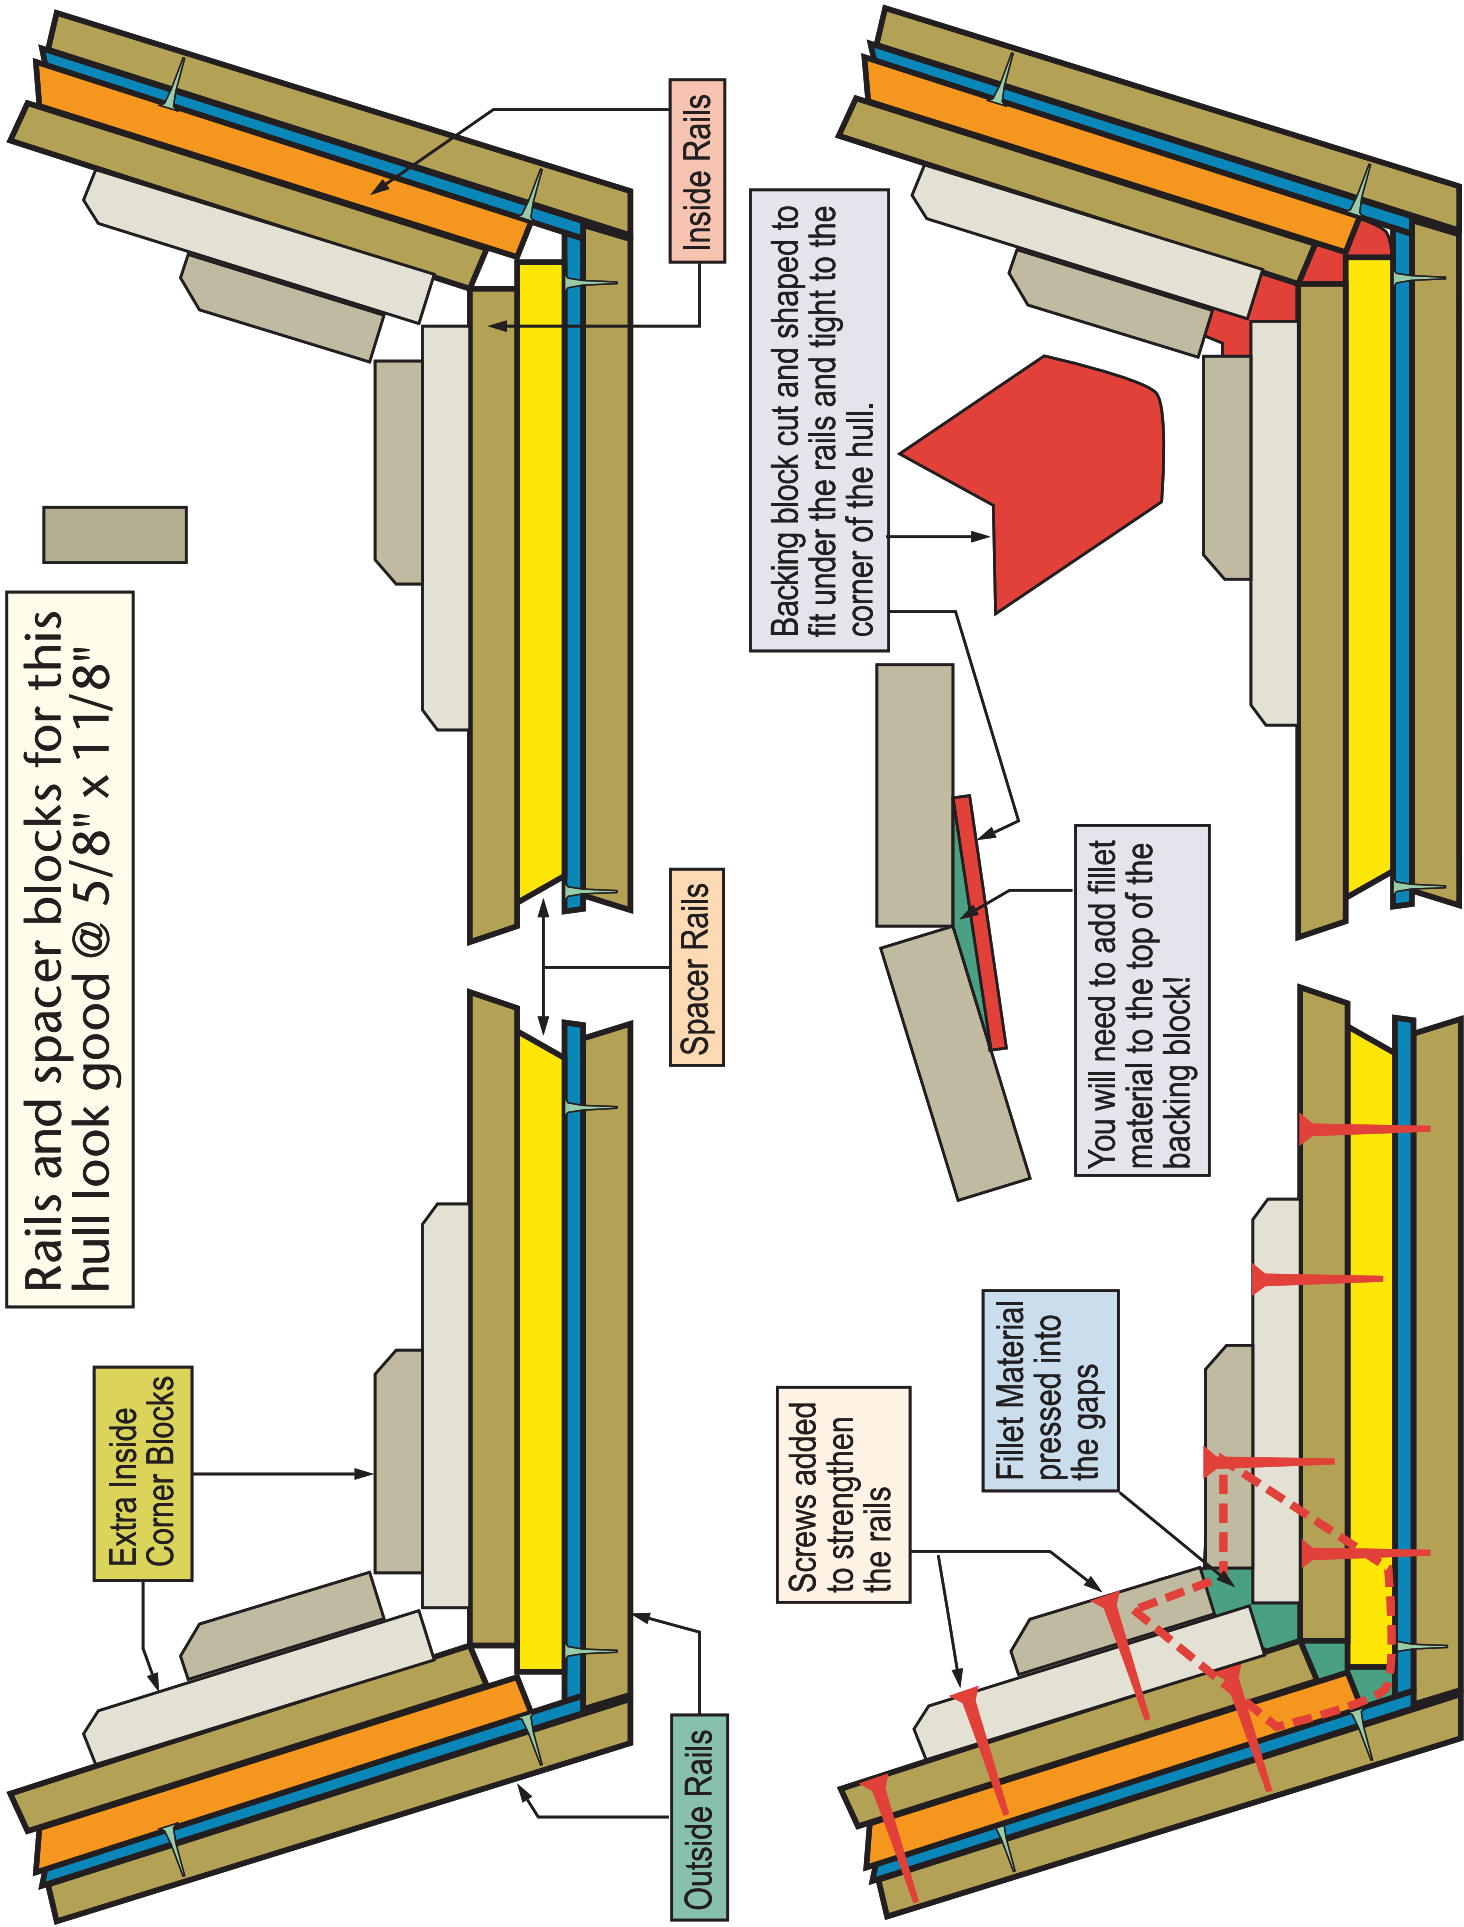 Rails and spacer blocks for this
hull look good @ 5/8" x 11/8"
Extra Inside
Corner Blocks
Inside Rails
Spacer Rails
Outside Rails
Backing block cut and shaped to
fit under the rails and tight to the
corner of the hull.
You will need to add fillet
material to the top of the
backing block!
Screws added
to strengthen
the rails
Fillet Material
pressed into
the gaps